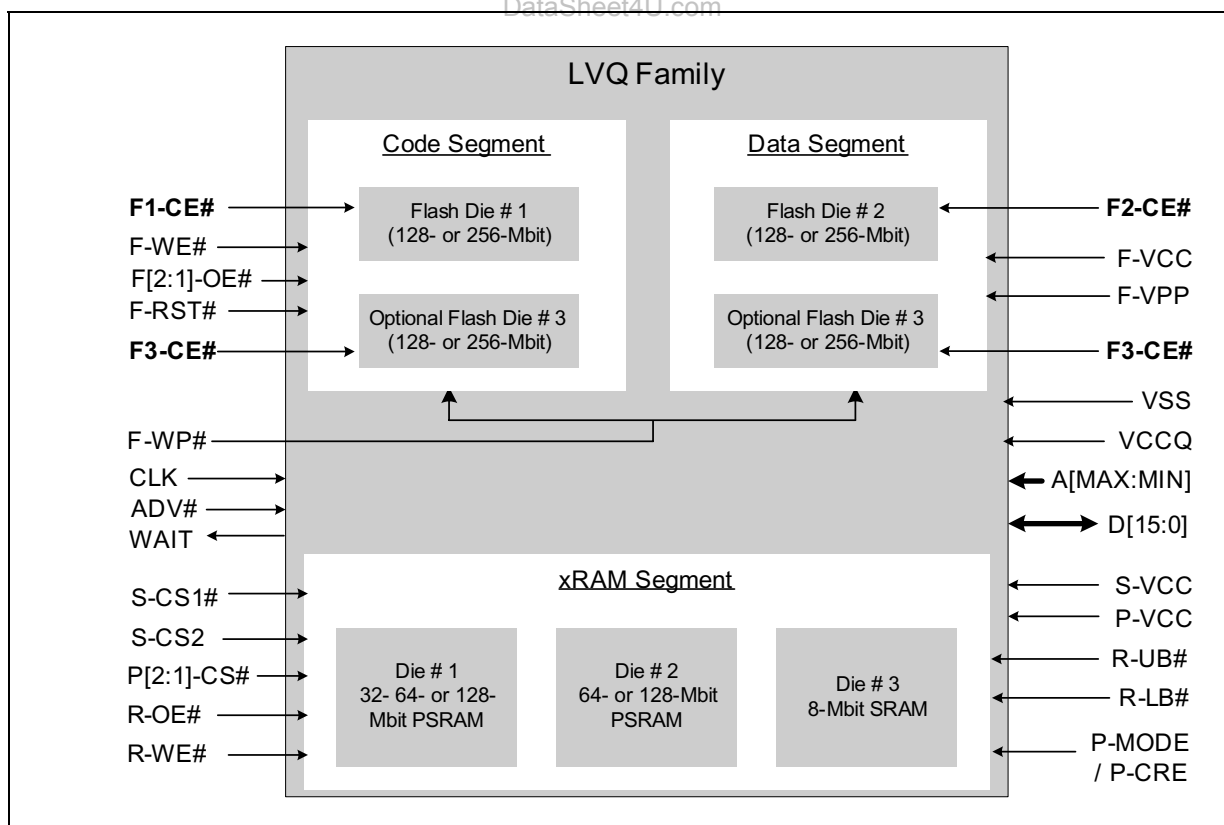 DataSheet4U.com
LVQ Family
Code Segment
Data Segment
F1-CE#
F-WE#
F[2:1]-OE#
F-RST#
F3-CE#
Flash Die # 1
(128- or 256-Mbit)
Optional Flash Die # 3
(128- or 256-Mbit)
Flash Die # 2
(128- or 256-Mbit)
Optional Flash Die # 3
(128- or 256-Mbit)
F2-CE#
F-VCC
F-VPP
F3-CE#
F-WP#
CLK
ADV#
WAIT
VSS
VCCQ
A[MAX:MIN]
D[15:0]
xRAM Segment
S-CS1#
S-CS2
P[2:1]-CS#
R-OE#
R-WE#
Die # 1
32- 64- or 128-
Mbit PSRAM
Die # 2
64- or 128-Mbit
PSRAM
Die # 3
8-Mbit SRAM
S-VCC
P-VCC
R-UB#
R-LB#
P-MODE
/ P-CRE